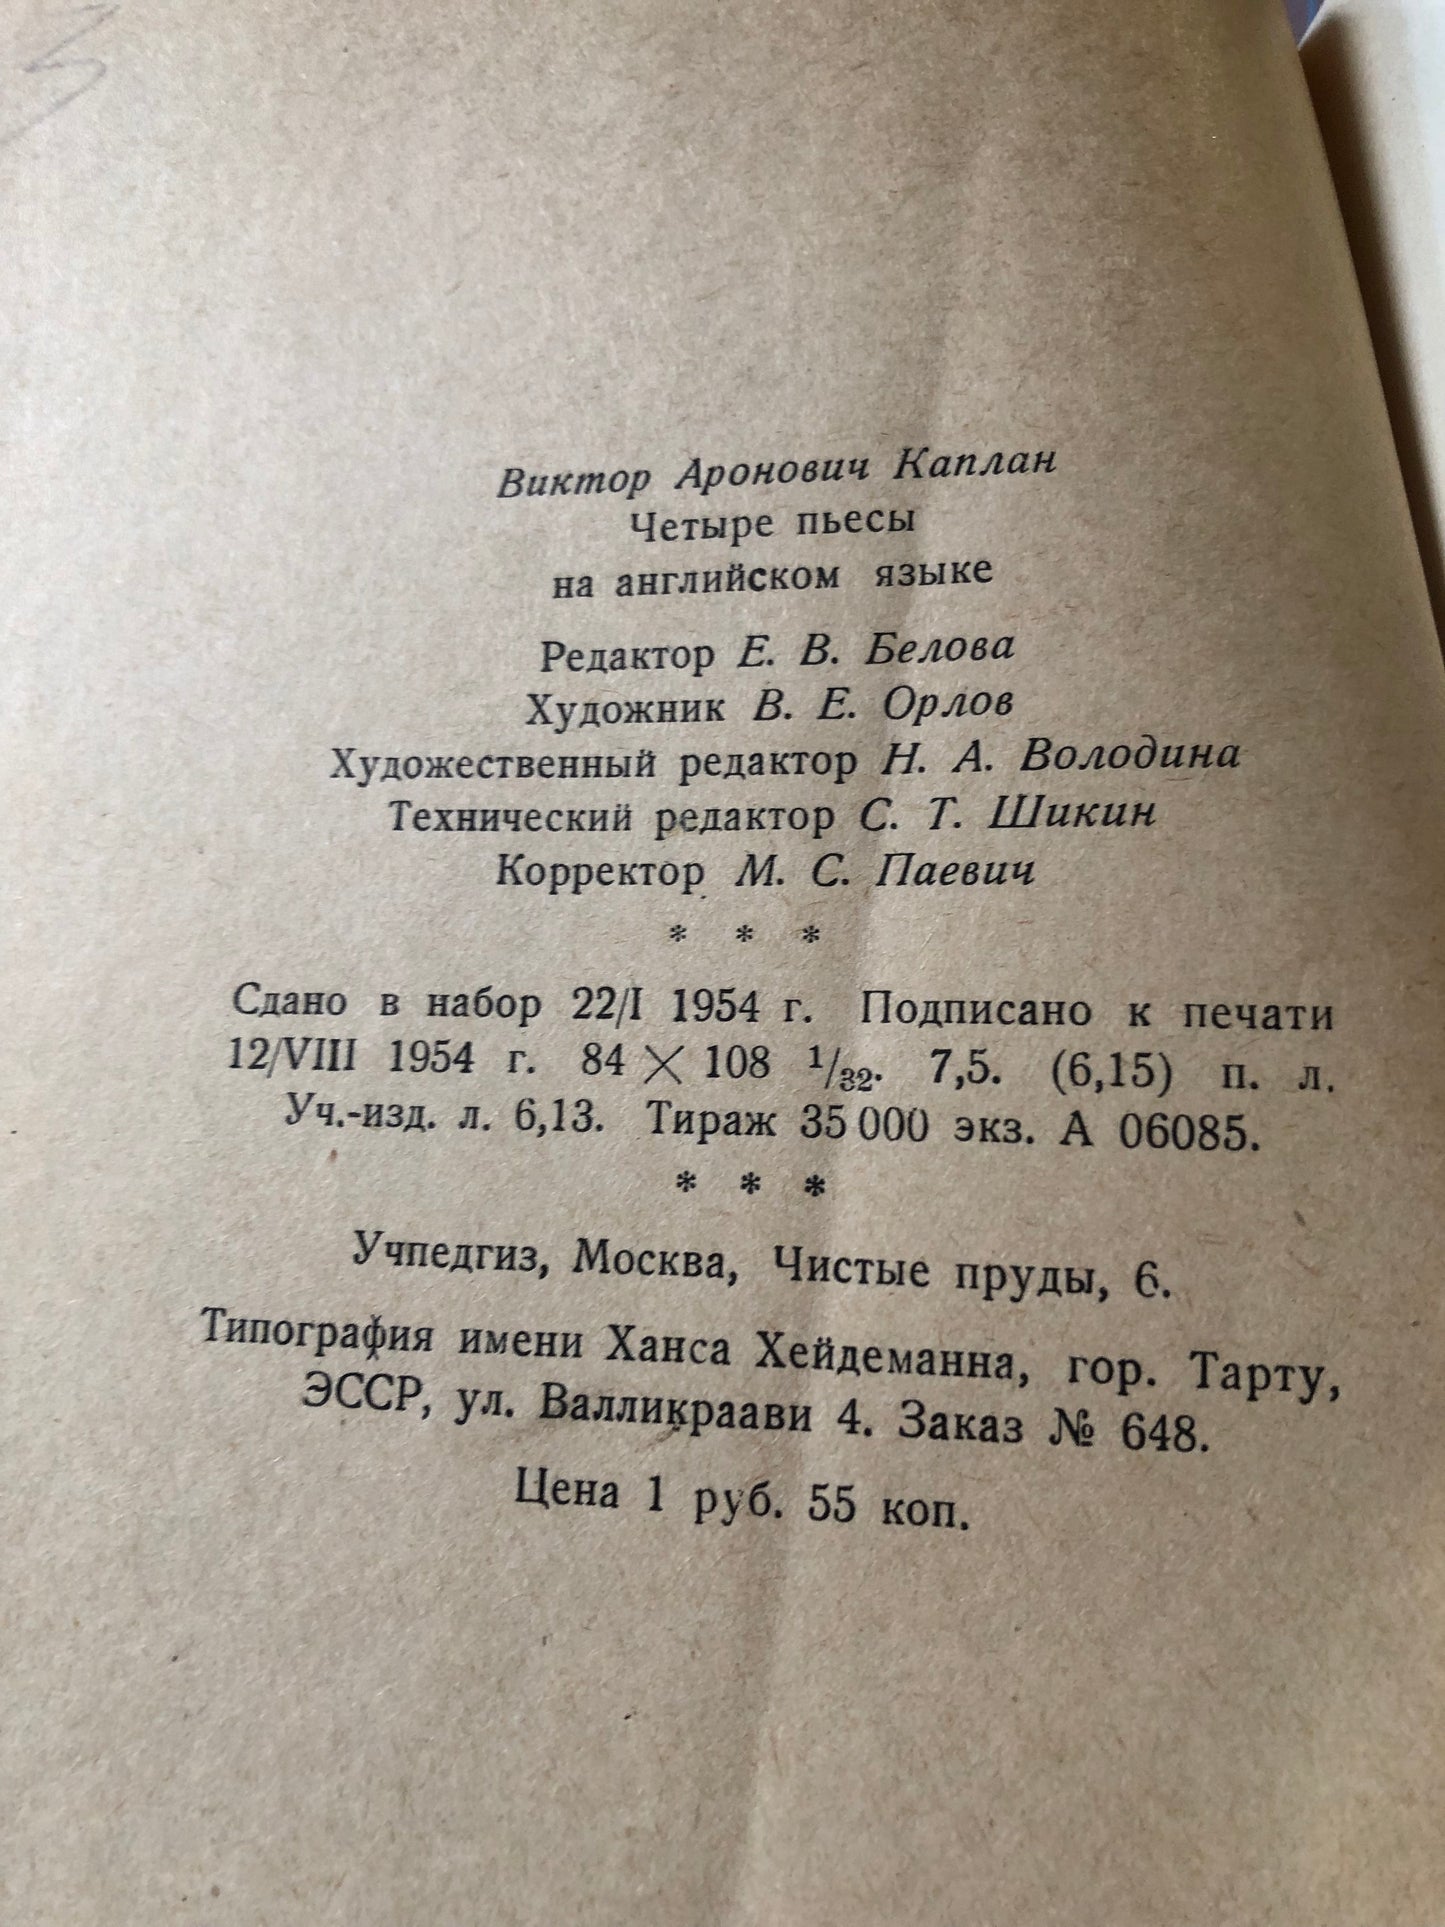 Виктор Аронович Каплан
Четыре пьесы
на английском языке
Редактор Е. В. Белова
Художник В. Е. Орлов
Художественный редактор Н. А. Володина
Технический редактор С. Т. Шикин
Корректор М. С. Паевич
* * *
Сдано в набор 22/I 1954 г. Подписано к печати
12/VIII 1954 г. 84 × 108 1/32. 7,5. (6,15) п. л.
Уч.-изд. л. 6,13. Тираж 35 000 экз. А 06085.
* * *
Учпедгиз, Москва, Чистые пруды, 6.
Типография имени Ханса Хейдеманна, гор. Тарту,
ЭССР, ул. Валликраави 4. Заказ № 648.
Цена 1 руб. 55 коп.